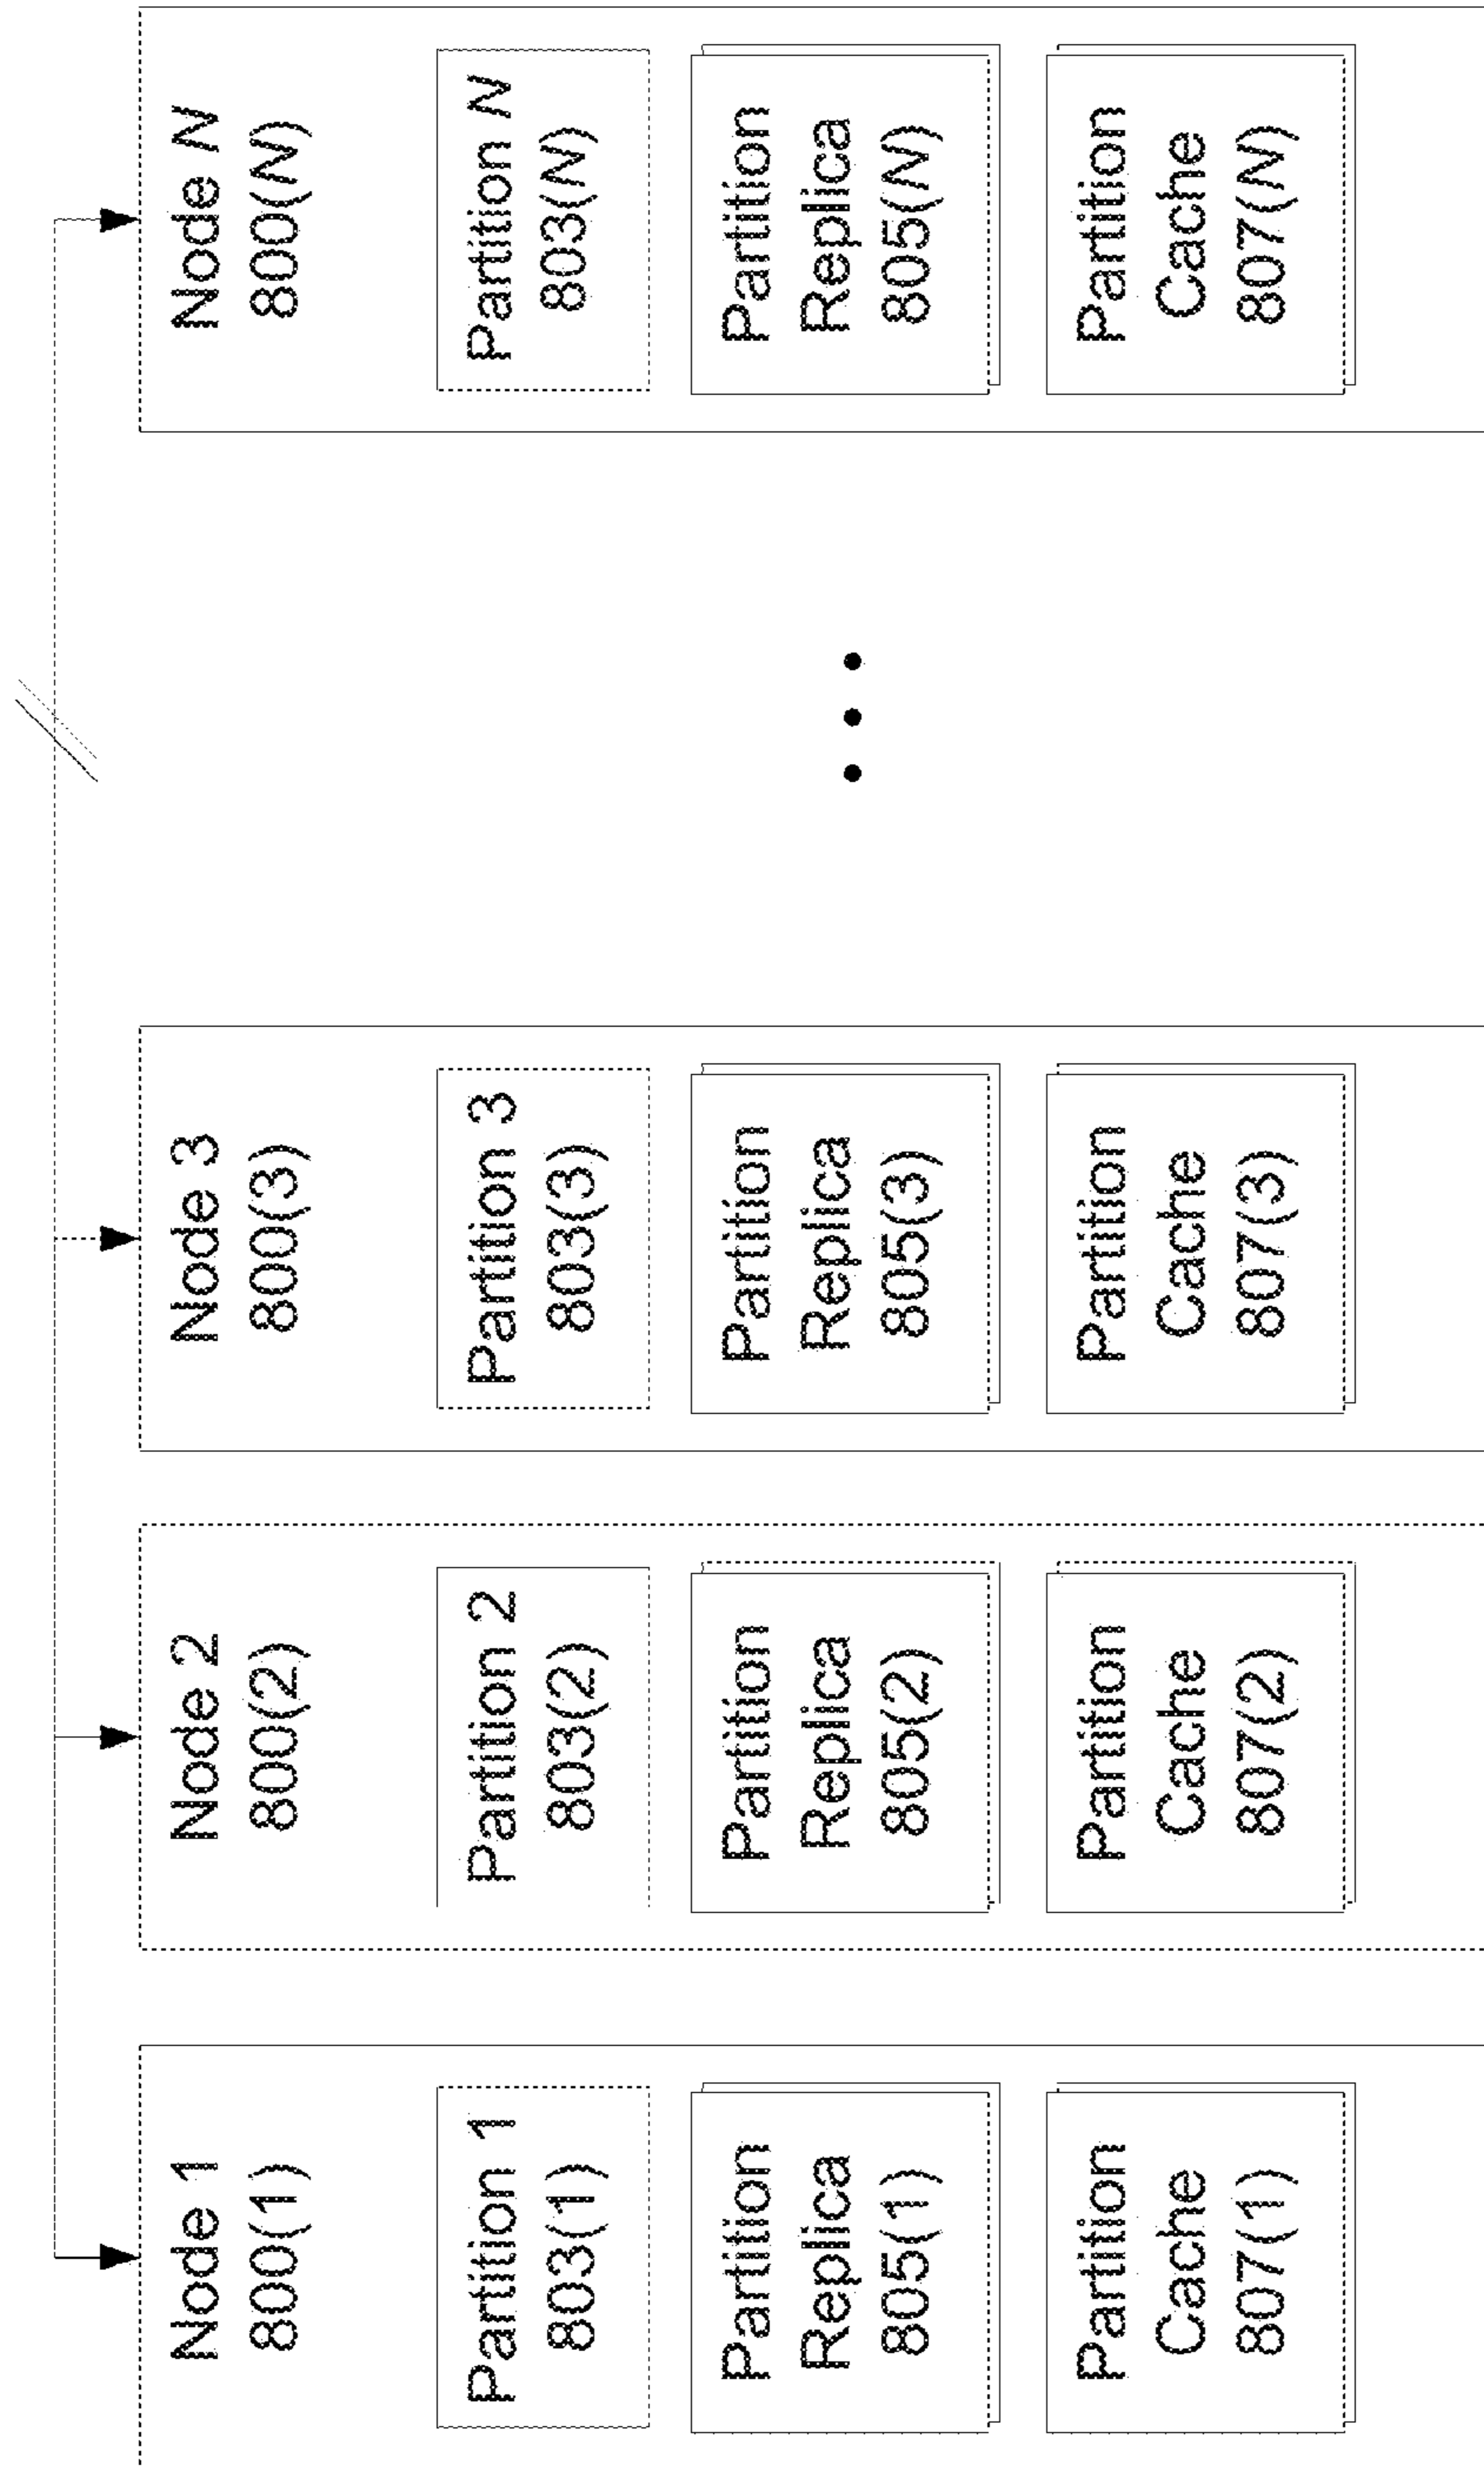 Node 1
800(1)
Partition 1
803(1)
Partition
Replica
805(1)
Partition
Cache
807(1)
Node 2
800(2)
Partition 2
803(2)
Partition
Replica
805(2)
Partition
Cache
807(2)
Node 3
800(3)
Partition 3
803(3)
Partition
Replica
805(3)
Partition
Cache
807(3)
Node N
800(N)
Partition N
803(N)
Partition
Replica
805(N)
Partition
Cache
807(N)